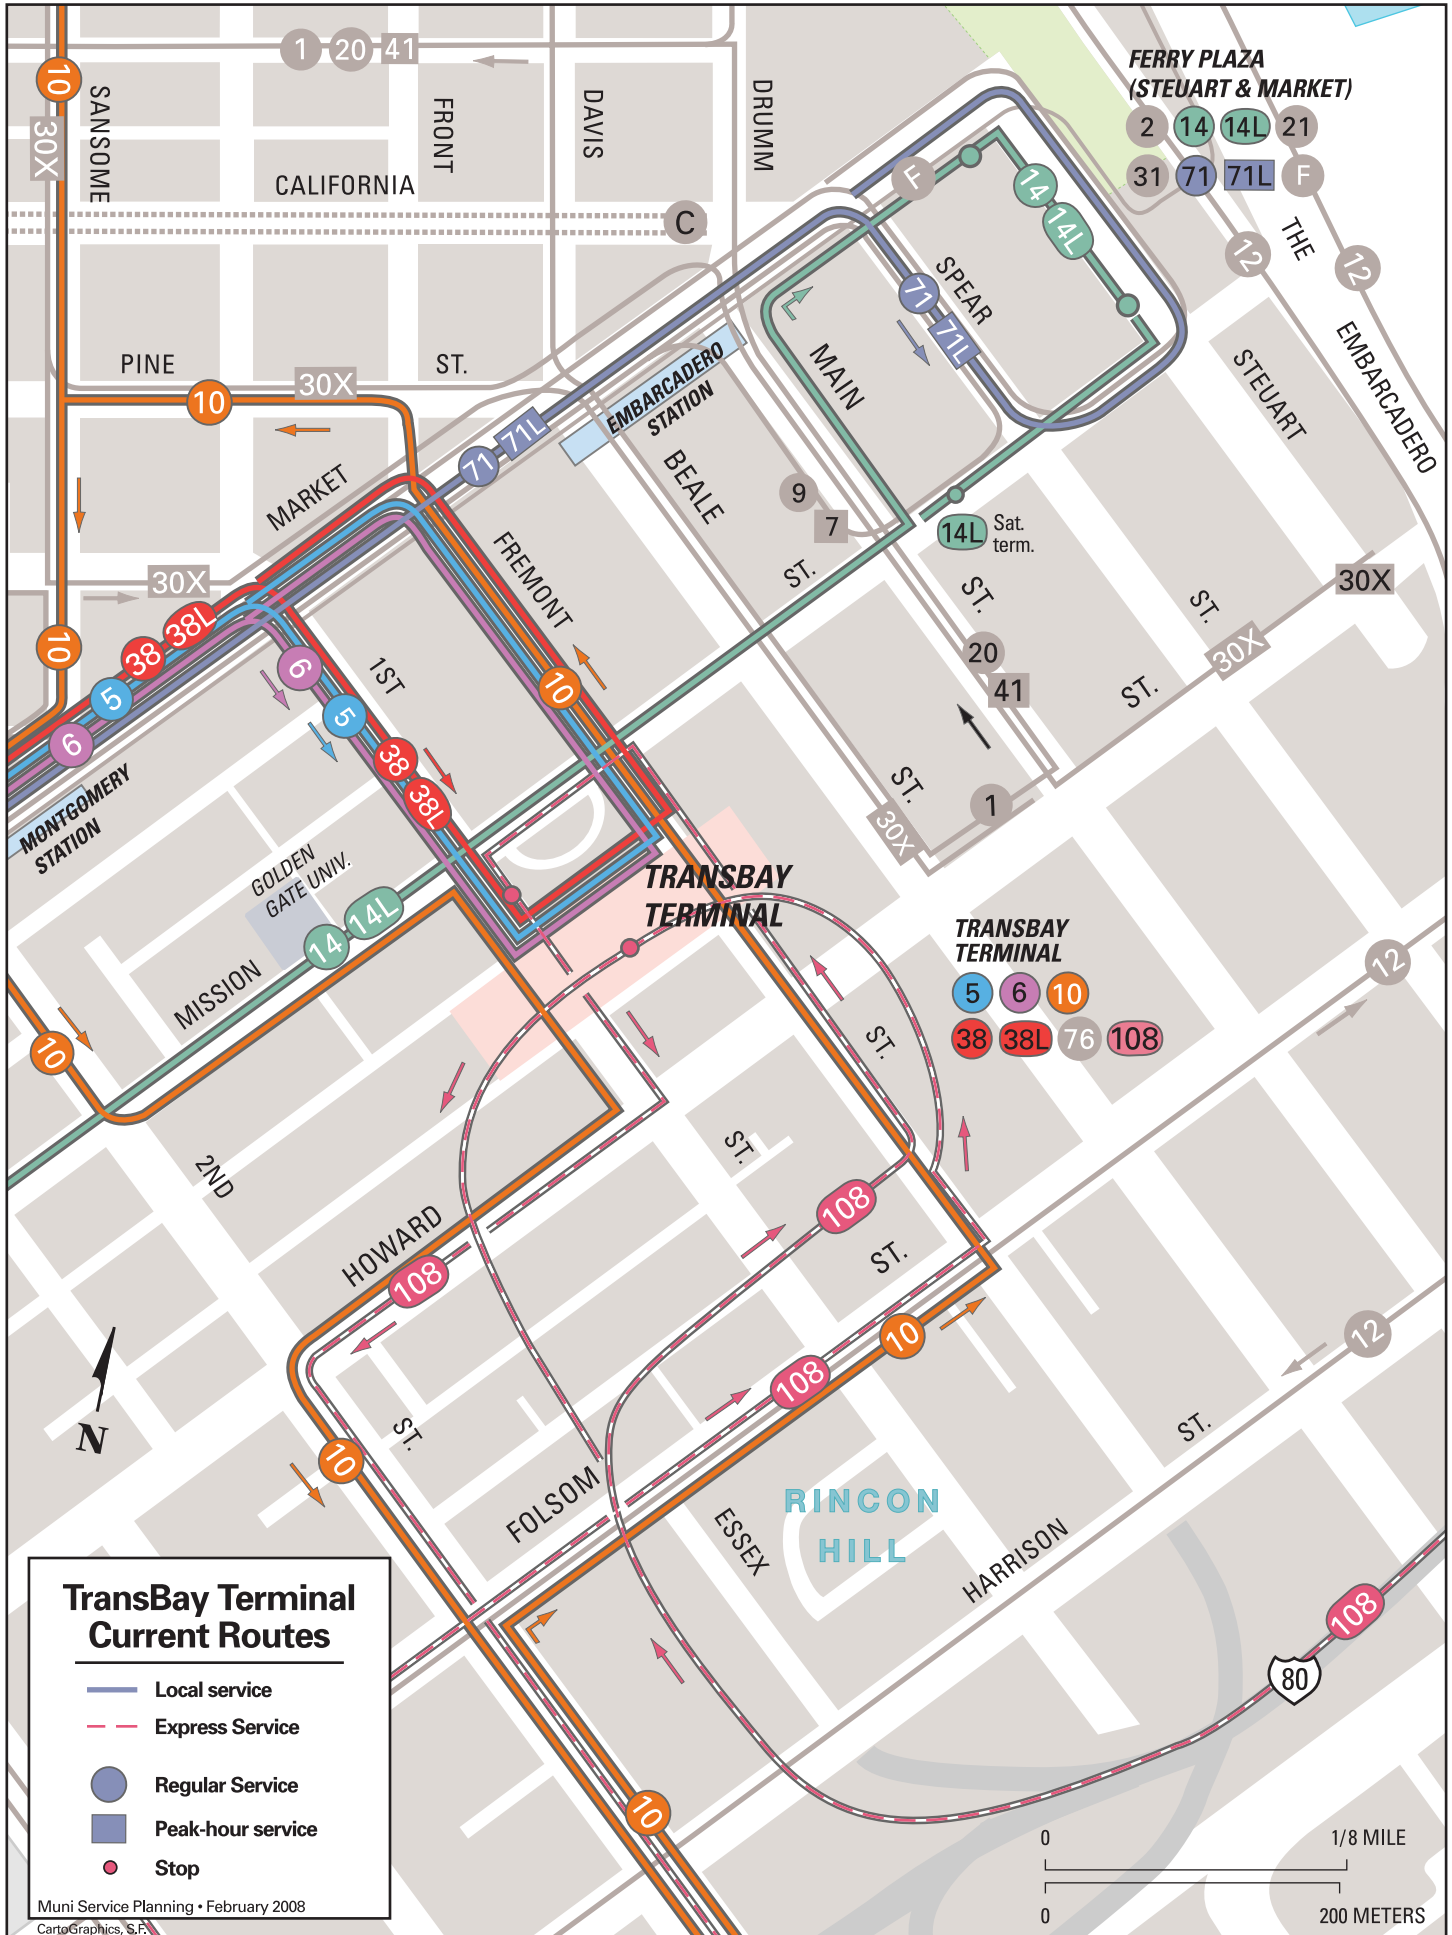 1 20 41
10
30X
SANSOME
FRONT
DAVIS
DRUMM
CALIFORNIA
C
FERRY PLAZA
(STEUART & MARKET)
2 14 14L 21
31 71 71L F
F
14
14L
THE
12
12
EMBARCADERO
SPEAR
71
71L
MAIN
STEUART
PINE
ST.
30X
10
EMBARCADERO
STATION
71 71L
MARKET
BEALE
9
7
14L
Sat.
term.
FREMONT
ST.
ST.
ST.
30X
30X
30X
10
38L
38
5
6
6
5
38
38L
1ST
10
20
41
ST.
ST.
1
30X
MONTGOMERY
STATION
GOLDEN
GATE UNIV.
14 14L
MISSION
TRANSBAY
TERMINAL
TRANSBAY
TERMINAL
5 6 10
38 38L 76 108
12
10
ST.
ST.
2ND
HOWARD
108
108
ST.
10
108
12
ST.
N
10
ST.
FOLSOM
ESSEX
RINCON
HILL
HARRISON
108
80
10
TransBay Terminal
Current Routes
Local service
Express Service
Regular Service
Peak-hour service
Stop
Muni Service Planning • February 2008
CartoGraphics, S.F.
0 1/8 MILE
0 200 METERS